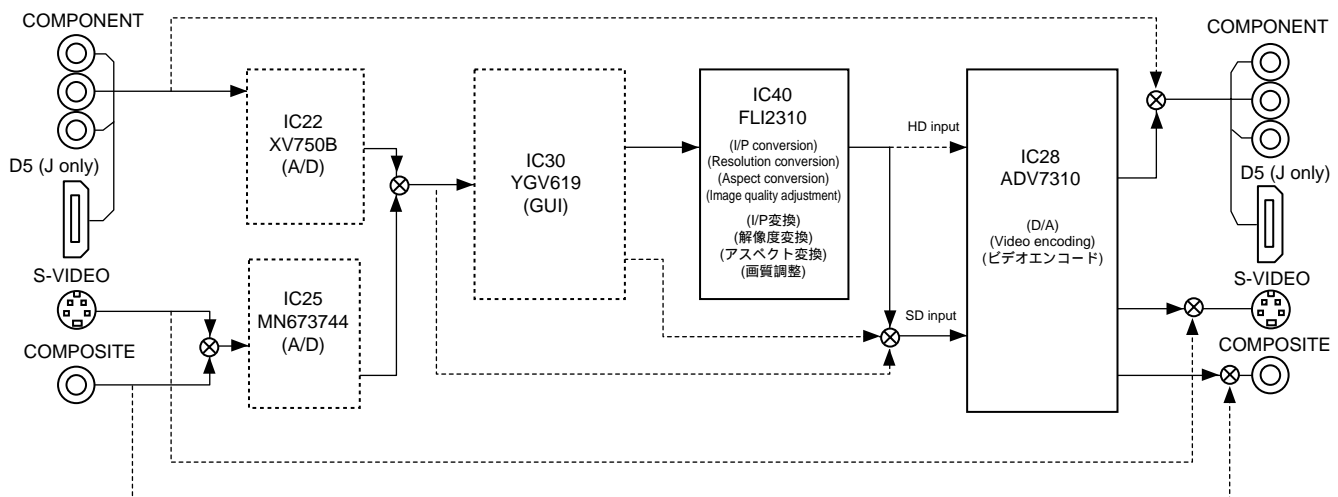 COMPONENT
D5 (J only)
S-VIDEO
COMPOSITE
IC22
XV750B
(A/D)
IC25
MN673744
(A/D)
IC30
YGV619
(GUI)
IC40
FLI2310
(I/P conversion)
(Resolution conversion)
(Aspect conversion)
(Image quality adjustment)
(I/P変換)
(解像度変換)
(アスペクト変換)
(画質調整)
HD input
SD input
IC28
ADV7310
(D/A)
(Video encoding)
(ビデオエンコード)
COMPONENT
D5 (J only)
S-VIDEO
COMPOSITE